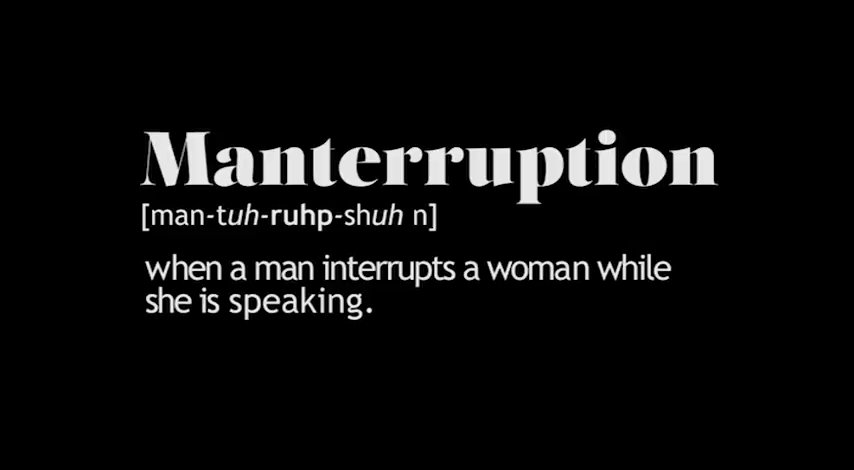 Manterruption
[man-tuh-ruhp-shuh n]
when a man interrupts a woman while
she is speaking.